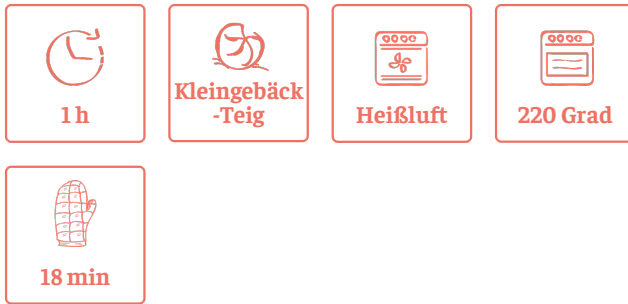 1 h
Kleingebäck
-Teig
Heißluft
220 Grad
18 min